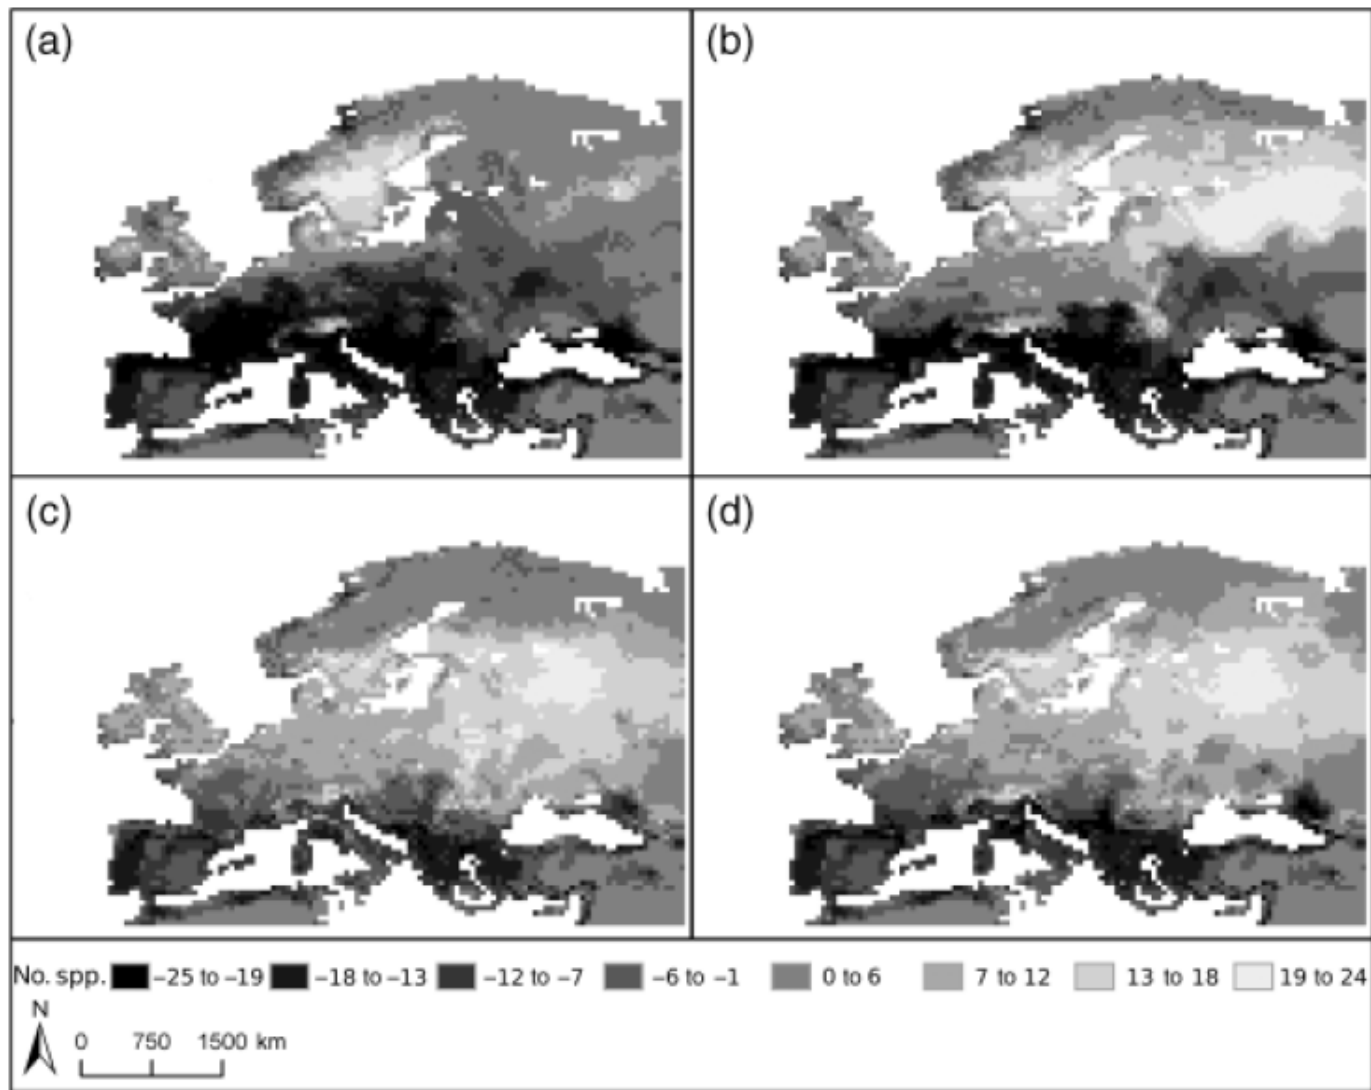 (a)
(b)
(c)
(d)
No. spp. −25 to −19 −18 to −13 −12 to −7 −6 to −1 0 to 6 7 to 12 13 to 18 19 to 24
N
0 750 1500 km